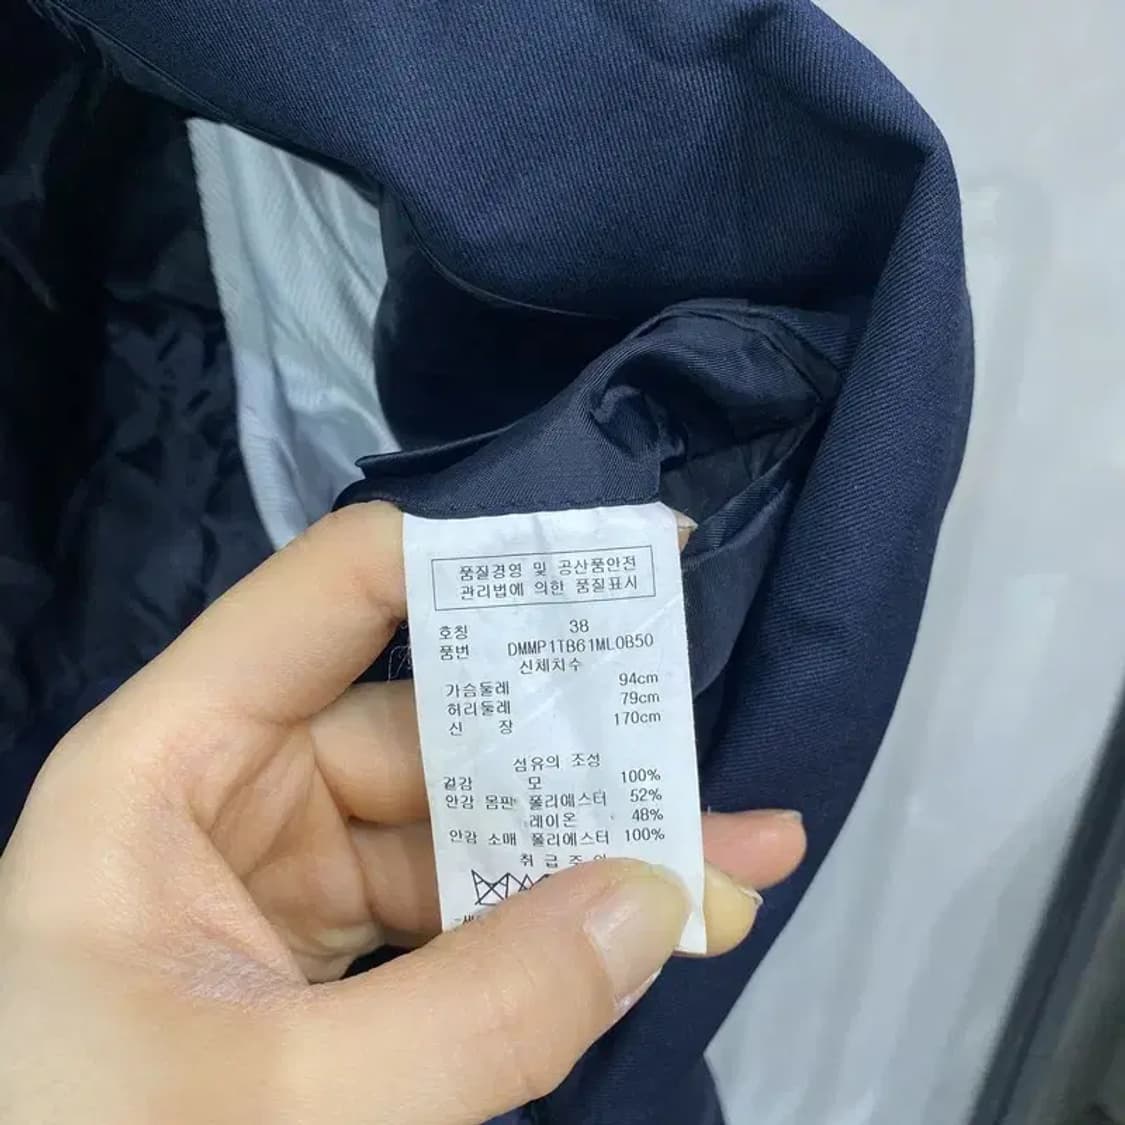 품질경영 및 공산품안전
관리법에 의한 품질표시
호칭 38
품번 DMMP1TB61ML0B50
신체치수
가슴둘레 94cm
허리둘레 79cm
신 장 170cm
섬유의 조성
겉감 모 100%
안감 몸판 폴리에스터 52%
레이온 48%
안감 소매 폴리에스터 100%
취 급 주